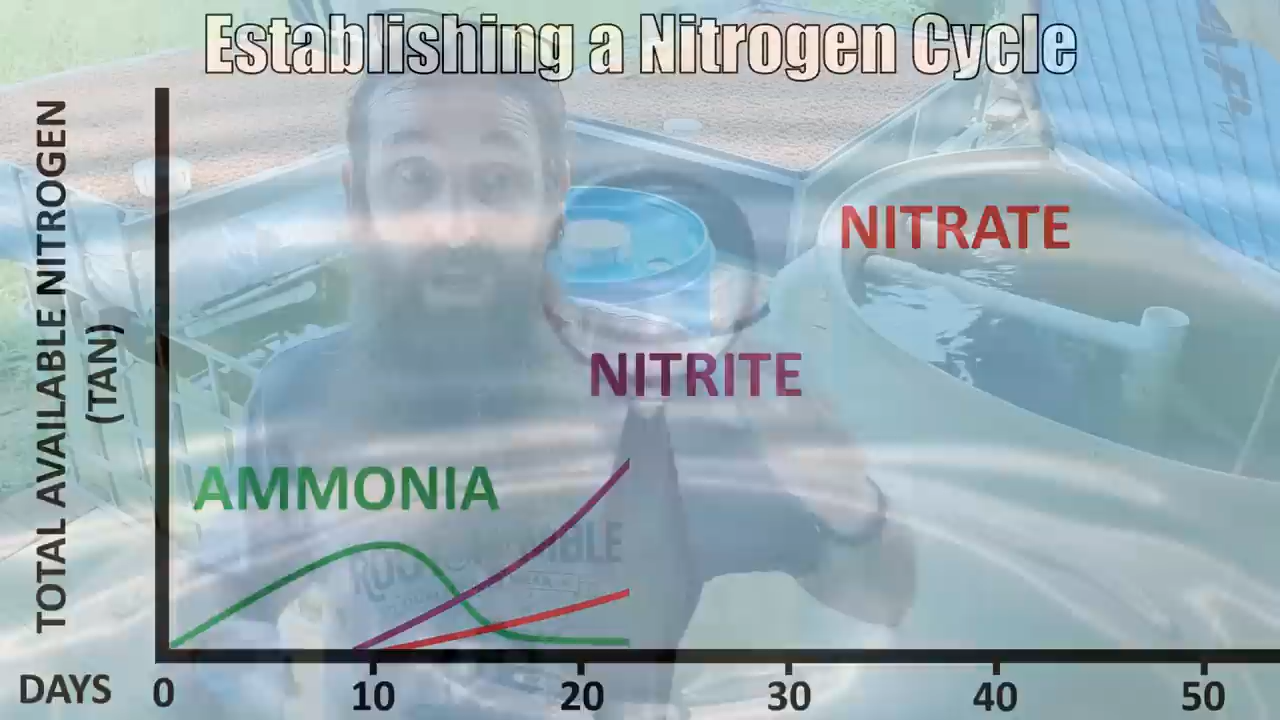 Establishing a Nitrogen Cycle
TOTAL AVAILABLE NITROGEN
(TAN)
NITRATE
NITRITE
AMMONIA
DAYS 0 10 20 30 40 50